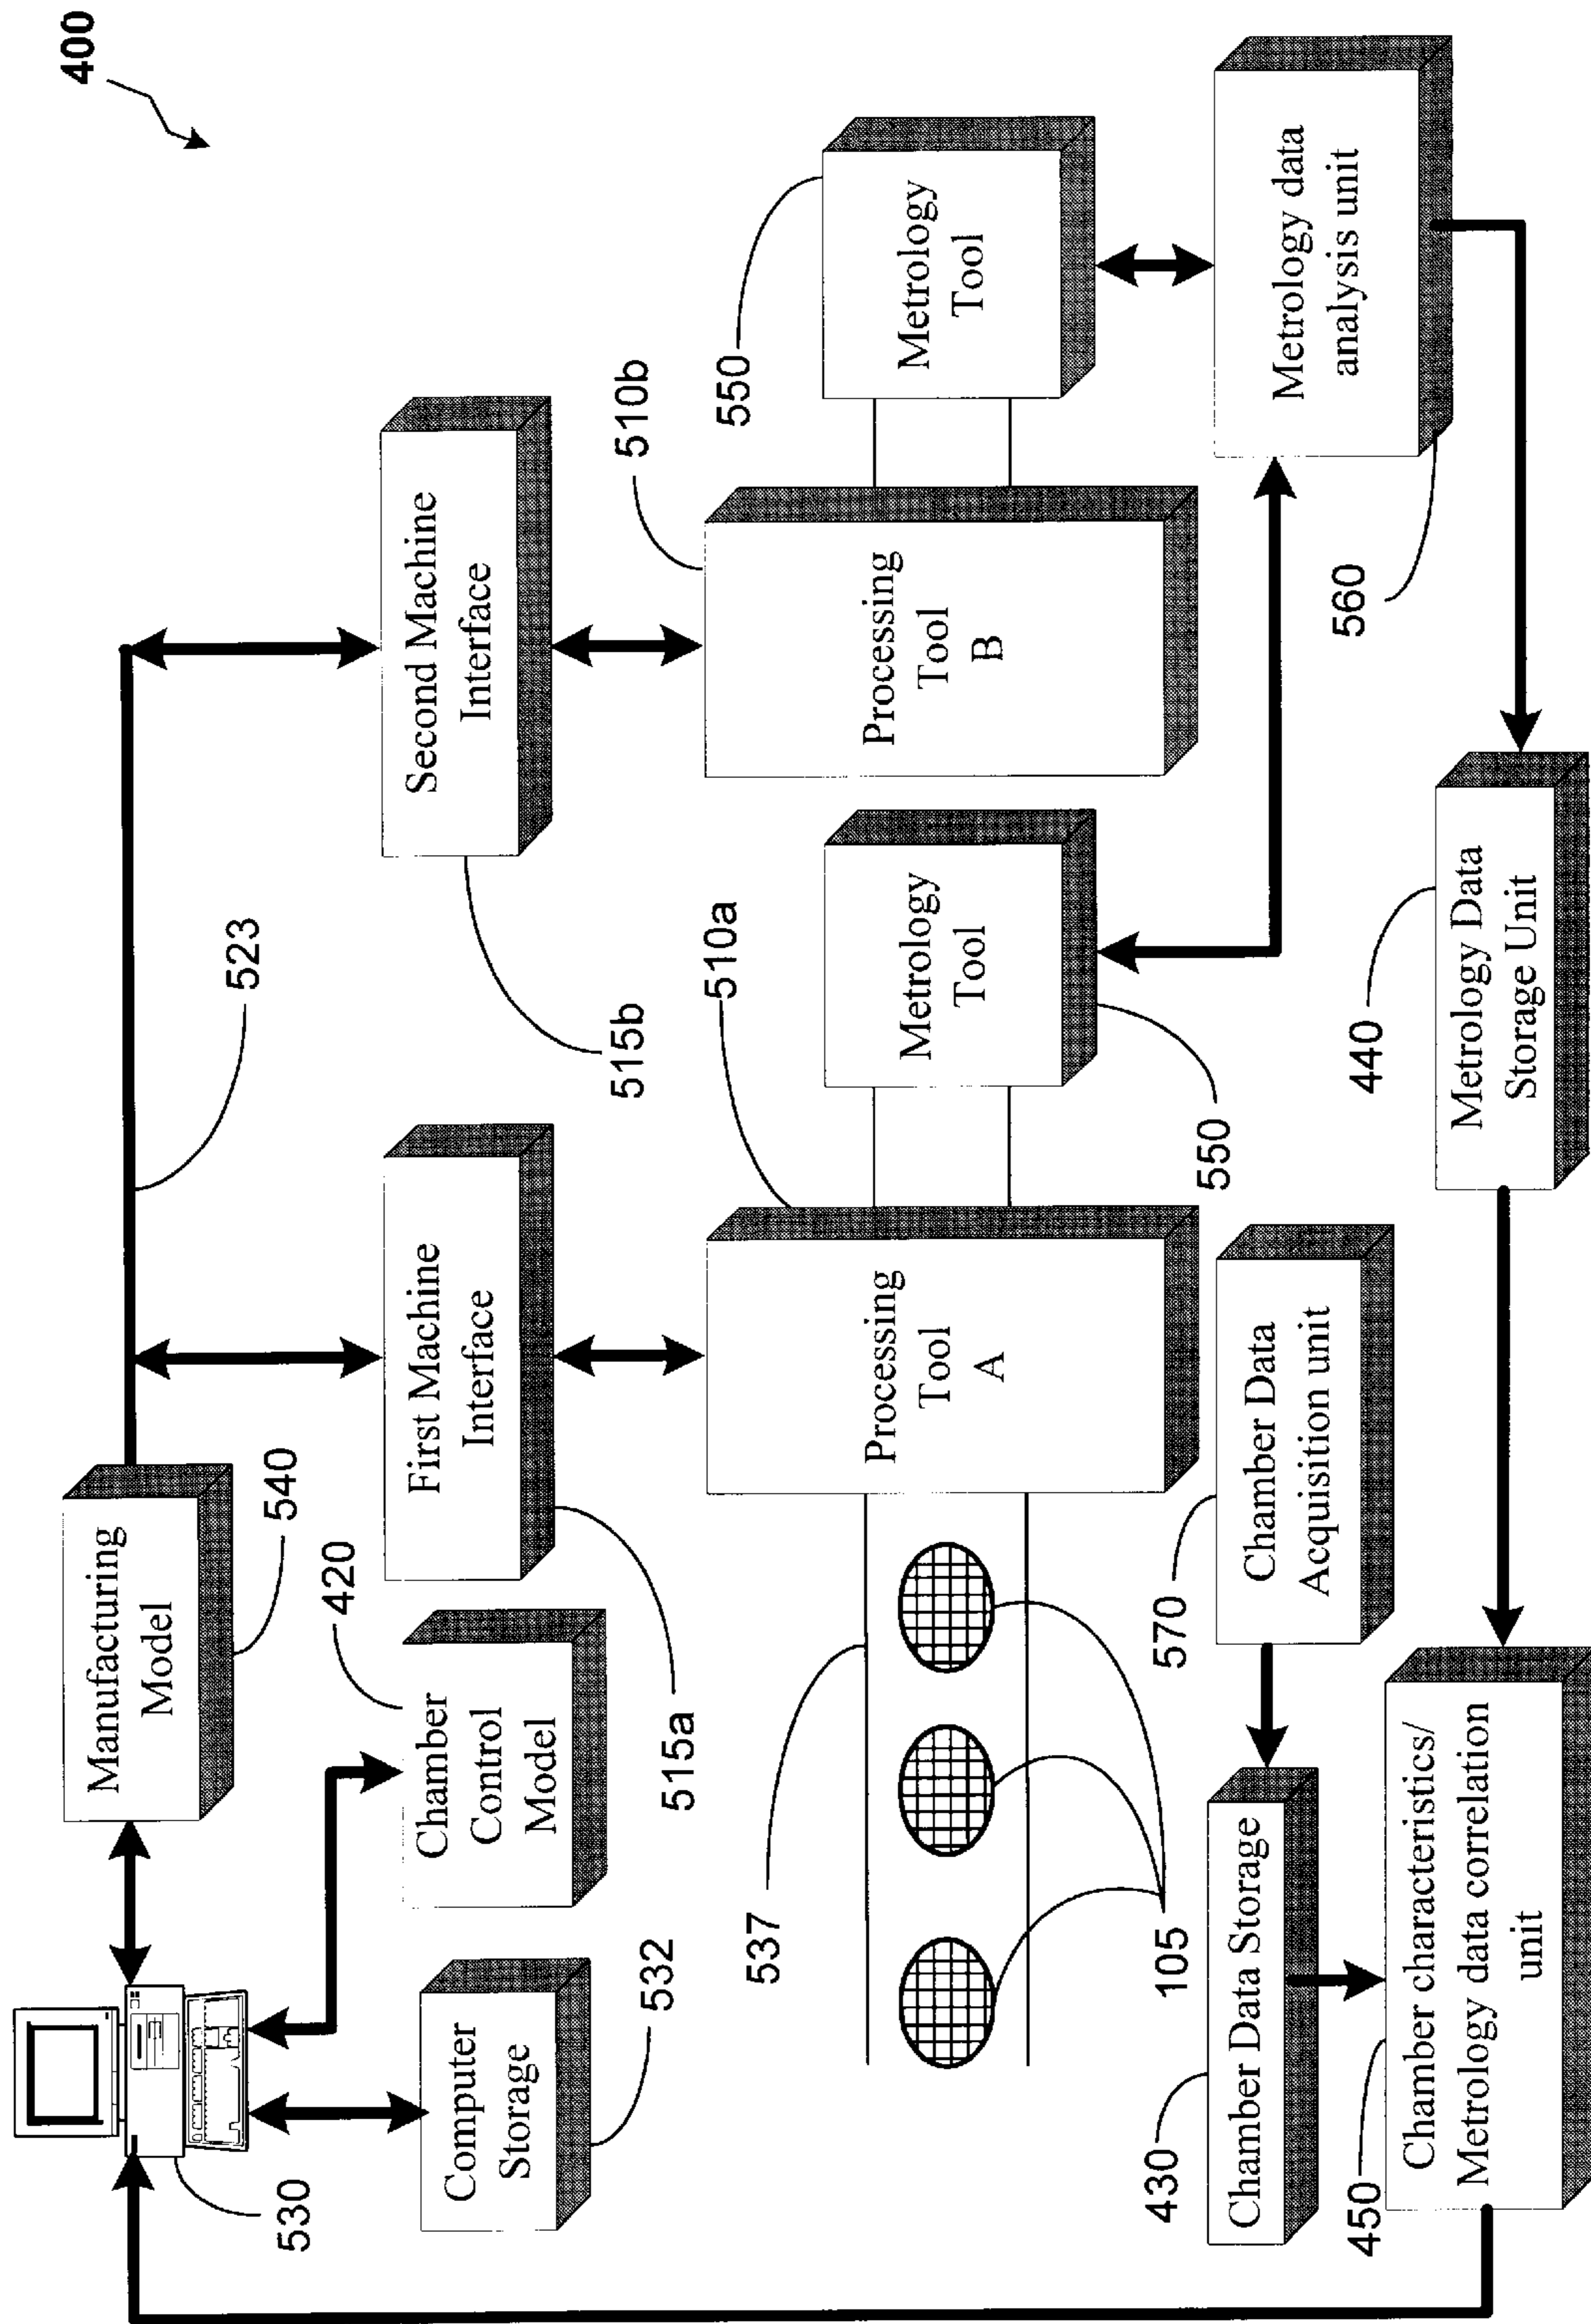 400
530
Manufacturing
Model
540
523
Computer
Storage
532
Chamber
Control
Model
420
First Machine
Interface
515a
Second Machine
Interface
515b
537
105
Processing
Tool
A
510a
Metrology
Tool
550
Processing
Tool
B
510b
Metrology
Tool
550
Chamber Data Storage
430
Chamber Data
Acquisition unit
570
Metrology data
analysis unit
560
Chamber characteristics/
Metrology data correlation
unit
450
Metrology Data
Storage Unit
440